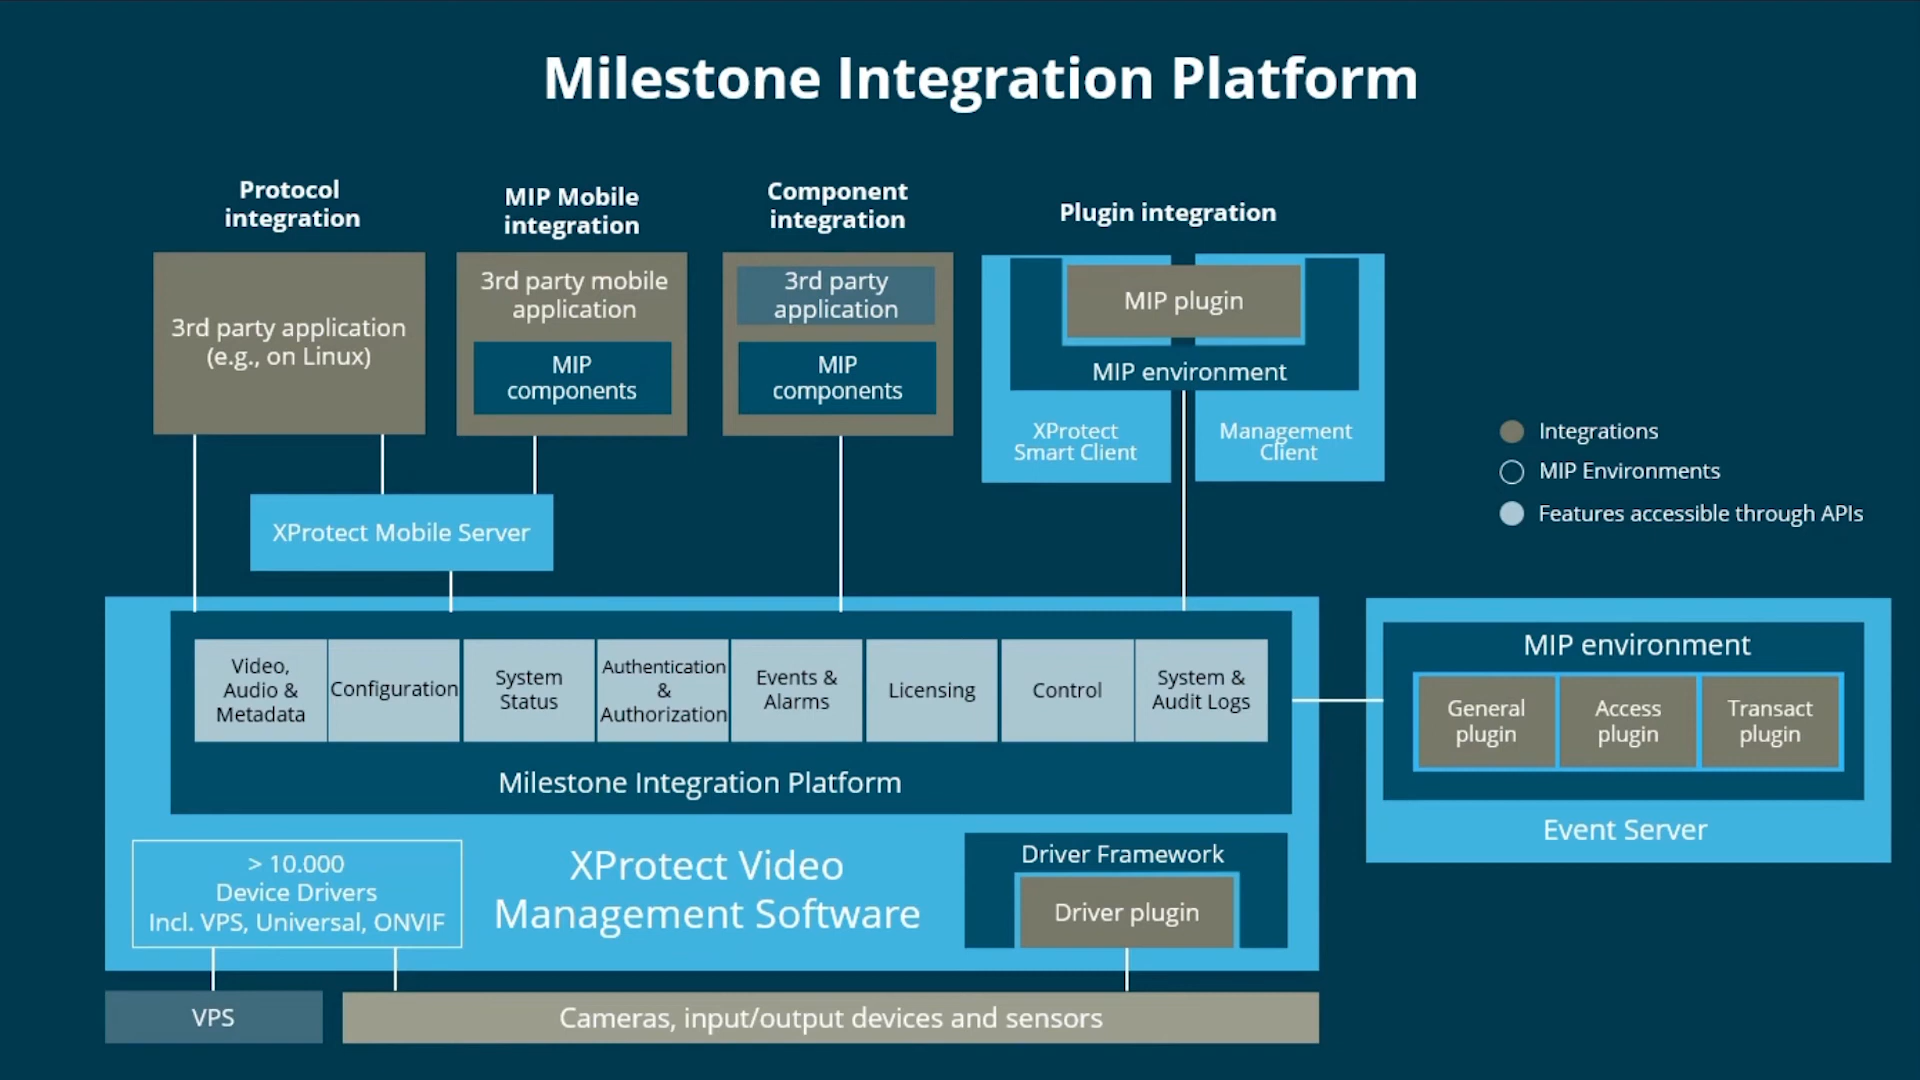 Milestone Integration Platform
Protocol
integration
MIP Mobile
integration
Component
integration
Plugin integration
3rd party application
(e.g., on Linux)
3rd party mobile
application
MIP
components
3rd party
application
MIP
components
MIP plugin
MIP environment
XProtect
Smart Client
Management
Client
Integrations
MIP Environments
Features accessible through APIs
XProtect Mobile Server
Video,
Audio &
Metadata
Configuration
System
Status
Authentication
&
Authorization
Events &
Alarms
Licensing
Control
System &
Audit Logs
Milestone Integration Platform
MIP environment
General
plugin
Access
plugin
Transact
plugin
Event Server
> 10.000
Device Drivers
Incl. VPS, Universal, ONVIF
XProtect Video
Management Software
Driver Framework
Driver plugin
VPS
Cameras, input/output devices and sensors